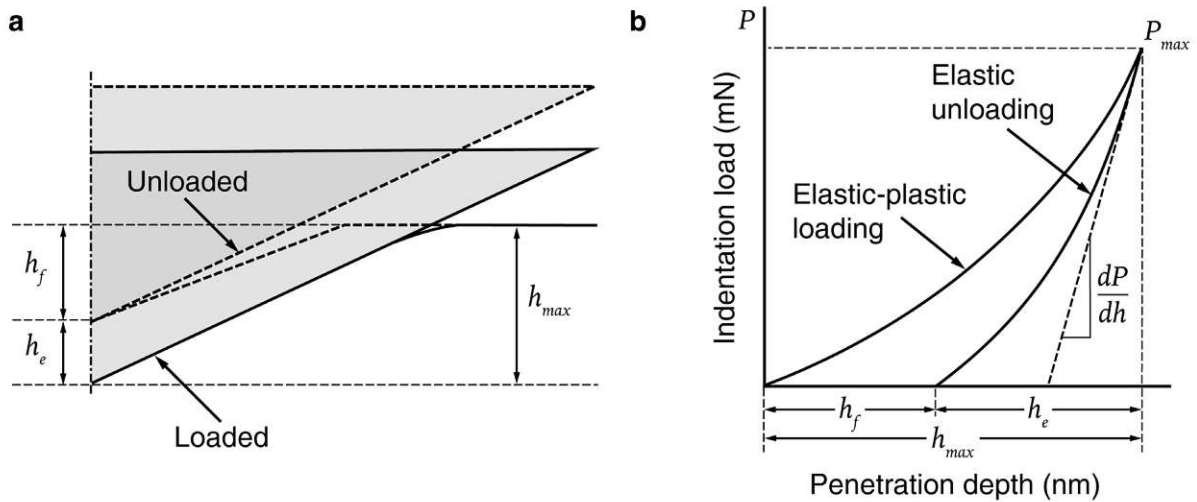 a
Unloaded
h_f
h_e
h_max
Loaded
b
P
P_max
Elastic
unloading
Elastic-plastic
loading
Indentation load (mN)
dP
dh
h_f
h_e
h_max
Penetration depth (nm)